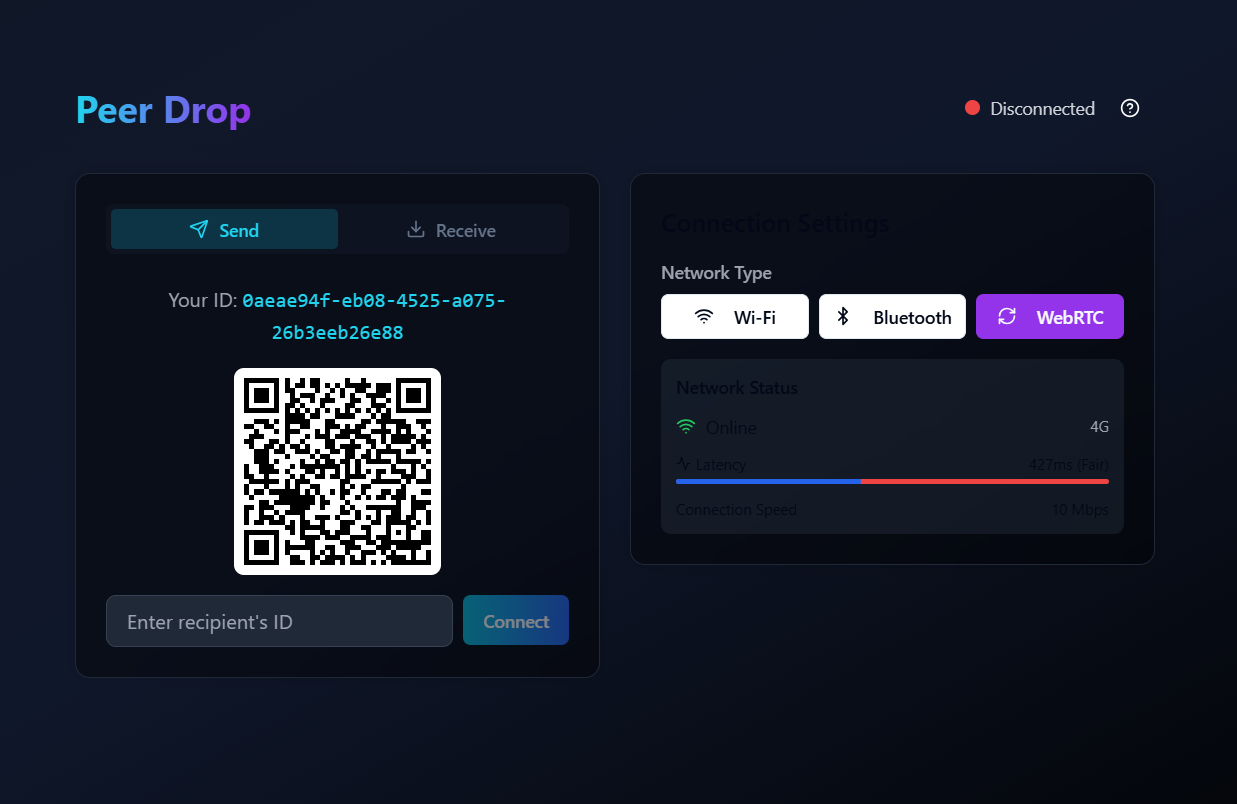 Peer Drop
Disconnected
Send
Receive
Your ID: 0aeae94f-eb08-4525-a075-
26b3eeb26e88
Enter recipient's ID
Connect
Connection Settings
Network Type
Wi-Fi
Bluetooth
WebRTC
Network Status
Online
4G
Latency
427ms (Fair)
Connection Speed
10 Mbps